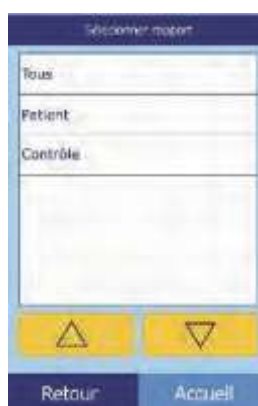 Sélectionner rapport
Tous
Patient
Contrôle
Retour
Accueil